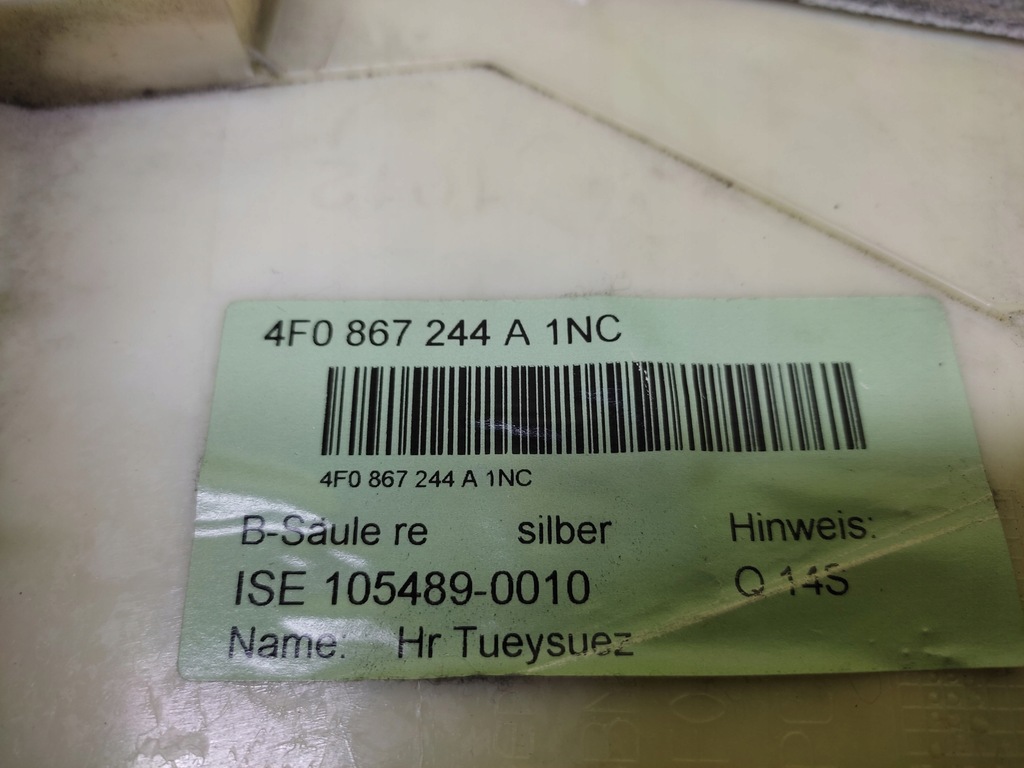 4F0 867 244 A 1NC
4F0 867 244 A 1NC
B-Säule re silber Hinweis:
ISE 105489-0010 Q 14S
Name: Hr Tueysuez